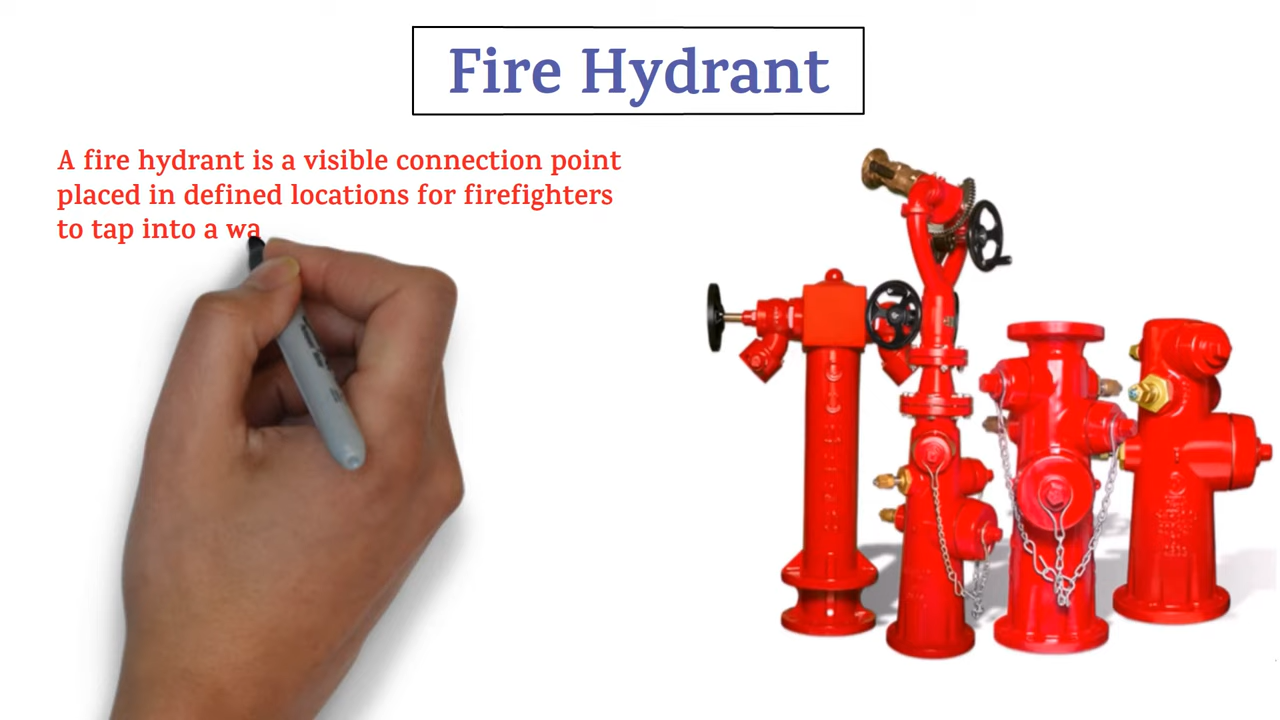 Fire Hydrant
A fire hydrant is a visible connection point
placed in defined locations for firefighters
to tap into a wa